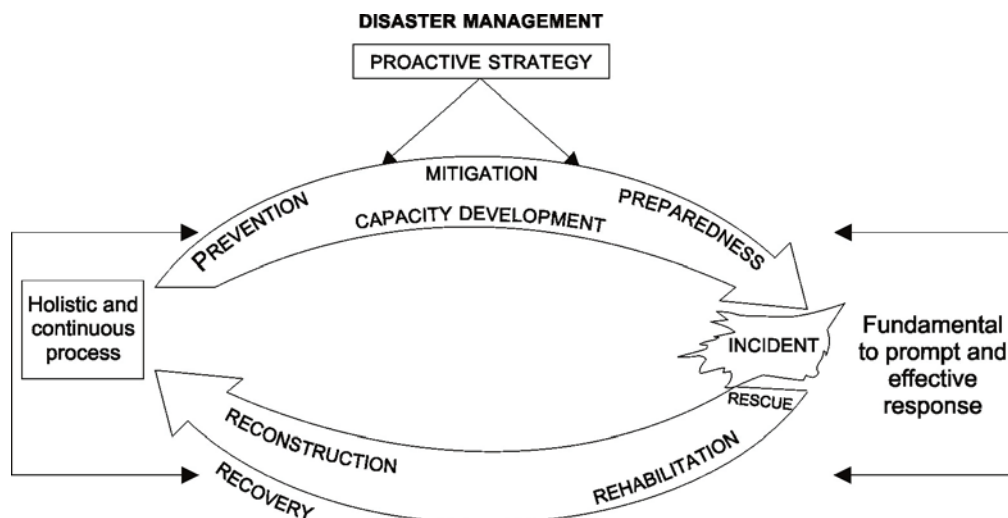 DISASTER MANAGEMENT
PROACTIVE STRATEGY
MITIGATION
PREVENTION
CAPACITY DEVELOPMENT
PREPAREDNESS
Holistic and
continuous
process
INCIDENT
Fundamental
to prompt and
effective
response
RESCUE
RECONSTRUCTION
REHABILITATION
RECOVERY